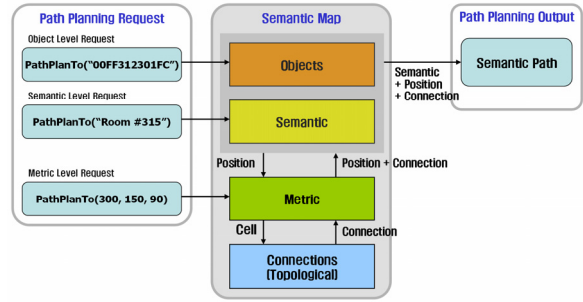 Path Planning Request
Semantic Map
Path Planning Output
Object Level Request
PathPlanTo("00FF312301FC")
Objects
Semantic Path
Semantic
+ Position
+ Connection
Semantic Level Request
PathPlanTo("Room #315")
Semantic
Position
Position + Connection
Metric Level Request
PathPlanTo(300, 150, 90)
Metric
Cell
Connection
Connections
(Topological)